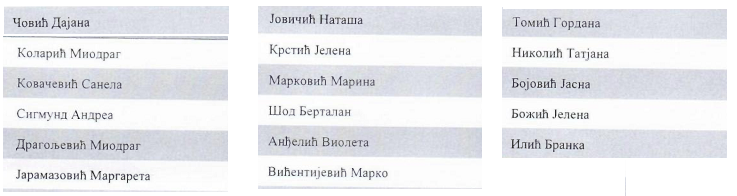 Човић Дајана
Коларић Миодраг
Ковачевић Санела
Сигмунд Андреа
Драгољевић Миодраг
Јарамазовић Маргарета
Јовичић Наташа
Крстић Јелена
Марковић Марина
Шод Берталан
Анђелић Виолета
Вићентијевић Марко
Томић Гордана
Николић Татјана
Бојовић Јасна
Божић Јелена
Илић Бранка